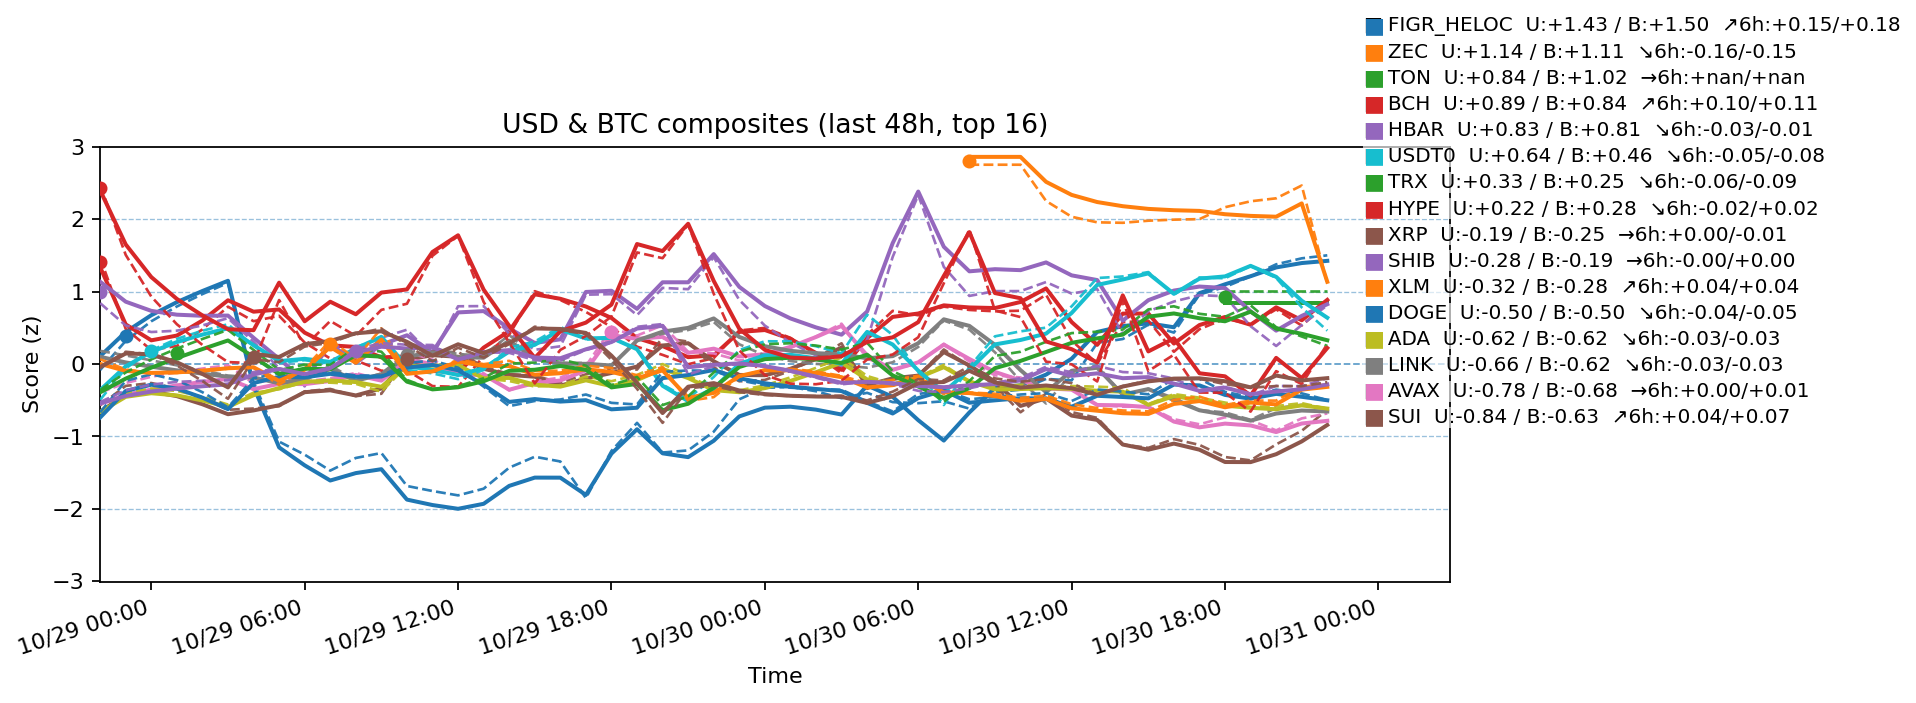 FIGR_HELOC  U:+1.43 / B:+1.50  ↗6h:+0.15/+0.18
ZEC  U:+1.14 / B:+1.11  ↘6h:-0.16/-0.15
TON  U:+0.84 / B:+1.02  →6h:+nan/+nan
BCH  U:+0.89 / B:+0.84  ↗6h:+0.10/+0.11
HBAR  U:+0.83 / B:+0.81  ↘6h:-0.03/-0.01
USDT0  U:+0.64 / B:+0.46  ↘6h:-0.05/-0.08
TRX  U:+0.33 / B:+0.25  ↘6h:-0.06/-0.09
HYPE  U:+0.22 / B:+0.28  ↘6h:-0.02/+0.02
XRP  U:-0.19 / B:-0.25  →6h:+0.00/-0.01
SHIB  U:-0.28 / B:-0.19  →6h:-0.00/+0.00
XLM  U:-0.32 / B:-0.28  ↗6h:+0.04/+0.04
DOGE  U:-0.50 / B:-0.50  ↘6h:-0.04/-0.05
ADA  U:-0.62 / B:-0.62  ↘6h:-0.03/-0.03
LINK  U:-0.66 / B:-0.62  ↘6h:-0.03/-0.03
AVAX  U:-0.78 / B:-0.68  →6h:+0.00/+0.01
SUI  U:-0.84 / B:-0.63  ↗6h:+0.04/+0.07
USD & BTC composites (last 48h, top 16)
Score (z)
3
2
1
0
−1
−2
−3
10/29 00:00
10/29 06:00
10/29 12:00
10/29 18:00
10/30 00:00
10/30 06:00
10/30 12:00
10/30 18:00
10/31 00:00
Time